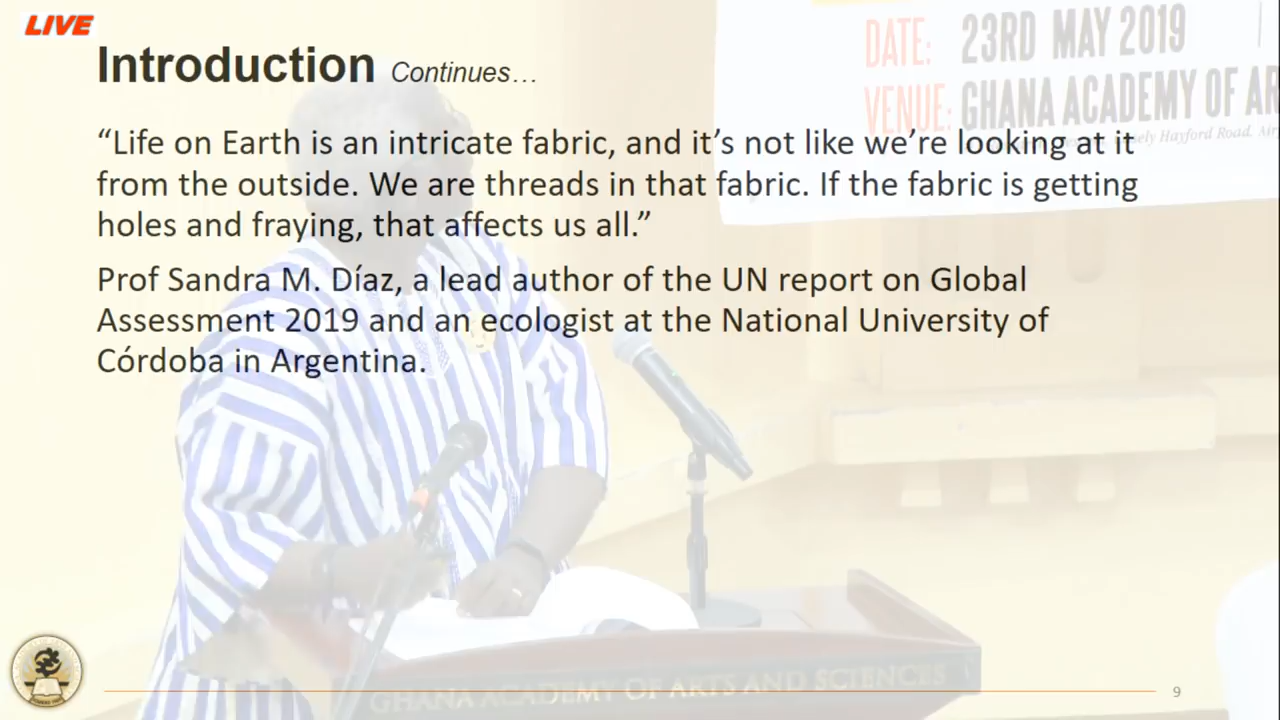 LIVE
Introduction Continues…
DATE: 23RD MAY 2019
VENUE: GHANA ACADEMY OF AR
“Life on Earth is an intricate fabric, and it’s not like we’re looking at it
from the outside. We are threads in that fabric. If the fabric is getting
holes and fraying, that affects us all.”
Prof Sandra M. Díaz, a lead author of the UN report on Global
Assessment 2019 and an ecologist at the National University of
Córdoba in Argentina.
Hayford Road.
GHANA ACADEMY OF ARTS AND SCIENCES
9